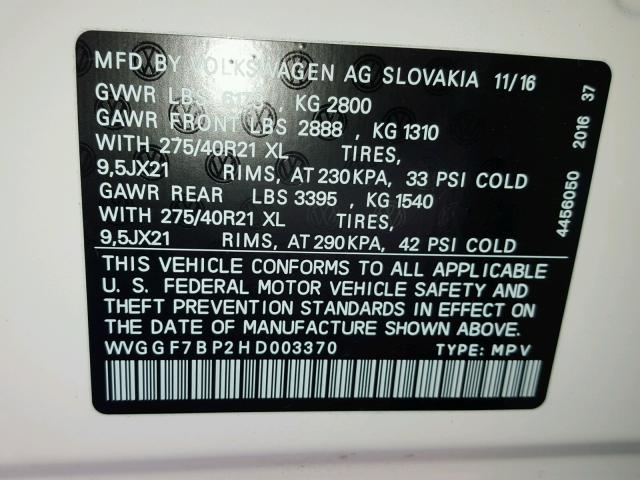 MFD BY VOLKSWAGEN AG SLOVAKIA 11/16
GVWR LBS 6173, KG 2800
GAWR FRONT LBS 2888, KG 1310
WITH 275/40R21 XL TIRES,
9,5JX21 RIMS, AT 230KPA, 33 PSI COLD
GAWR REAR LBS 3395, KG 1540
WITH 275/40R21 XL TIRES,
9,5JX21 RIMS, AT 290KPA, 42 PSI COLD
THIS VEHICLE CONFORMS TO ALL APPLICABLE
U. S. FEDERAL MOTOR VEHICLE SAFETY AND
THEFT PREVENTION STANDARDS IN EFFECT ON
THE DATE OF MANUFACTURE SHOWN ABOVE.
WVGGF7BP2HD003370 TYPE: MPV
4456050 2016 37